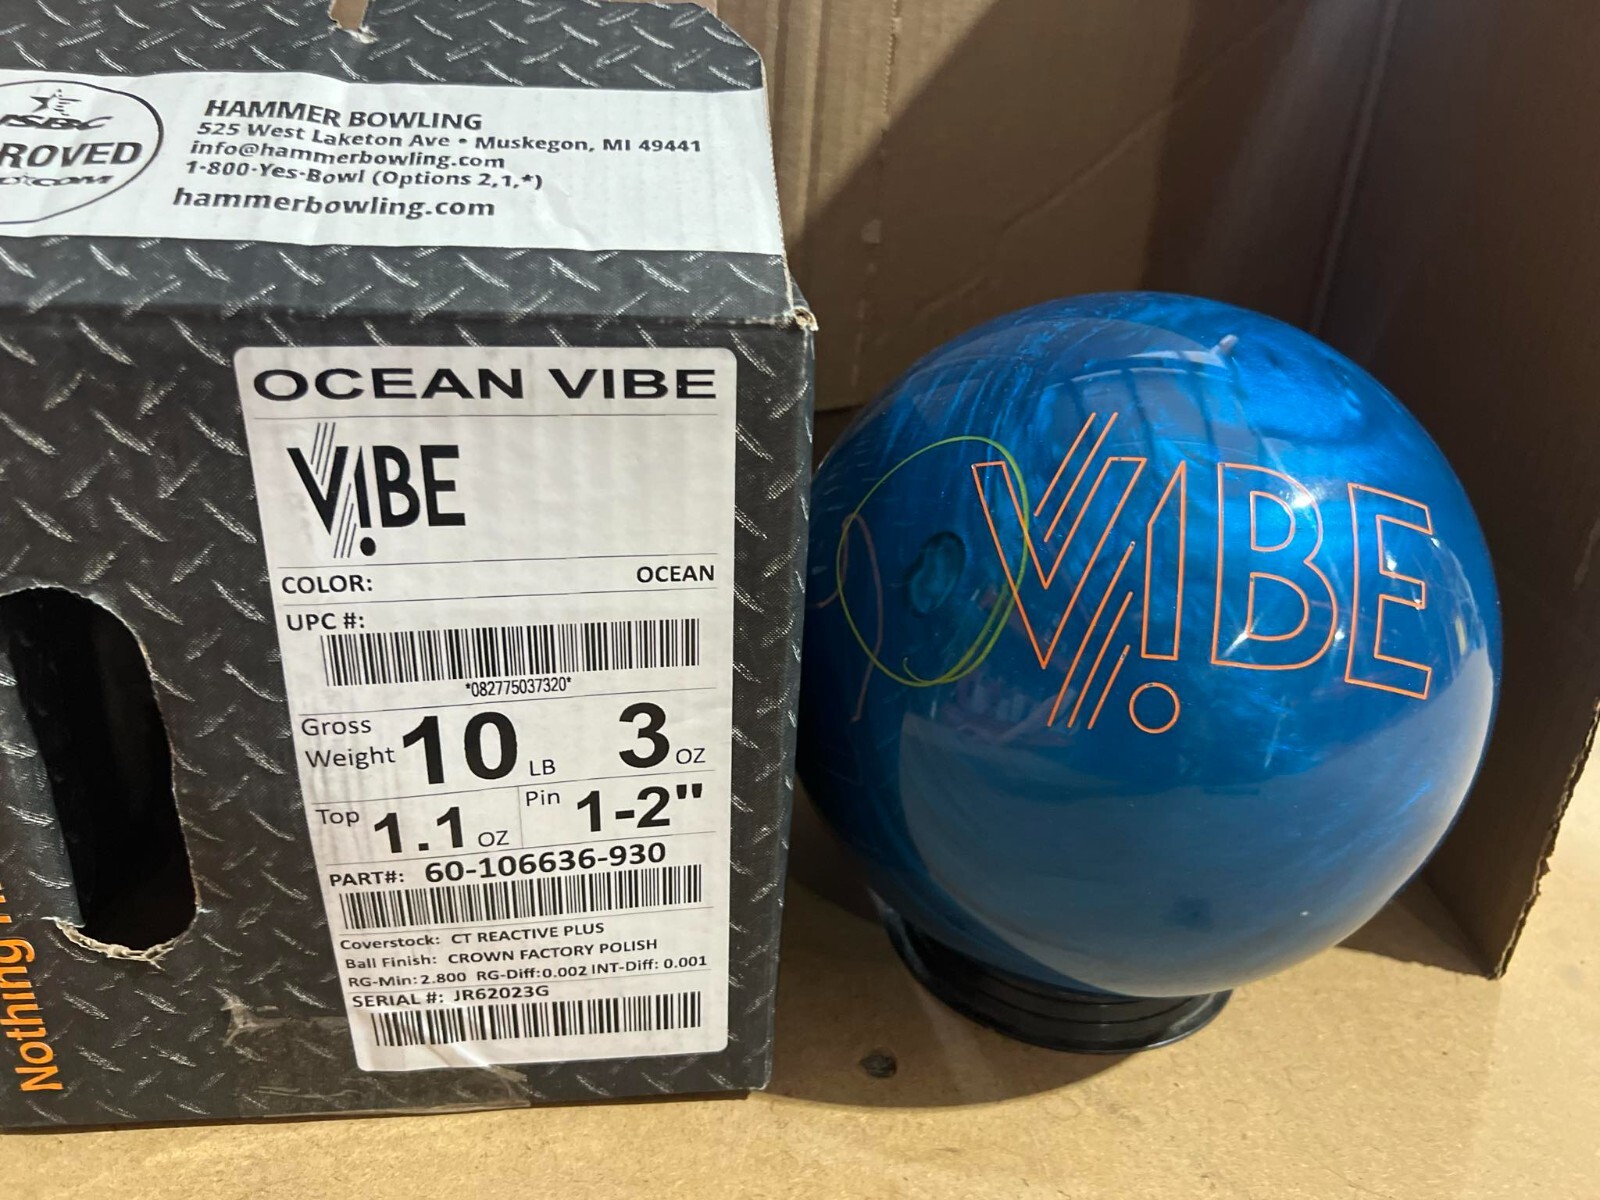 HAMMER BOWLING
525 West Laketon Ave • Muskegon, MI 49441
info@hammerbowling.com
1-800-Yes-Bowl (Options 2,1,*)
hammerbowling.com
ROVED
OCEAN VIBE
VIBE
COLOR: OCEAN
UPC #:
*082775037320*
Gross Weight 10 LB 3 OZ
Top 1.1 OZ Pin 1-2"
PART#: 60-106636-930
Coverstock: CT REACTIVE PLUS
Ball Finish: CROWN FACTORY POLISH
RG-Min: 2.800 RG-Diff: 0.002 INT-Diff: 0.001
SERIAL #: JR62023G
Nothing
VIBE